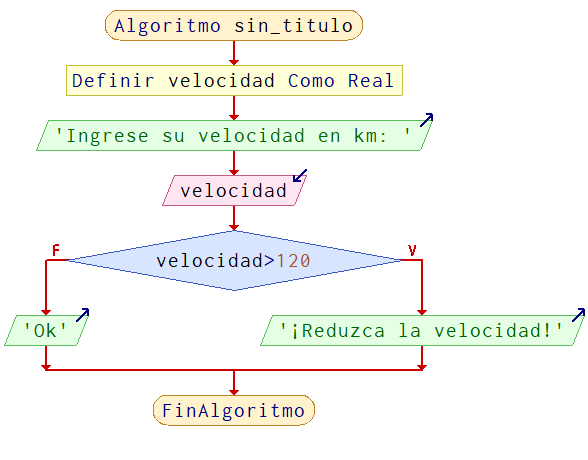 Algoritmo sin_titulo
Definir velocidad Como Real
'Ingrese su velocidad en km: '
velocidad
velocidad>120
F
V
'Ok'
'¡Reduzca la velocidad!'
FinAlgoritmo